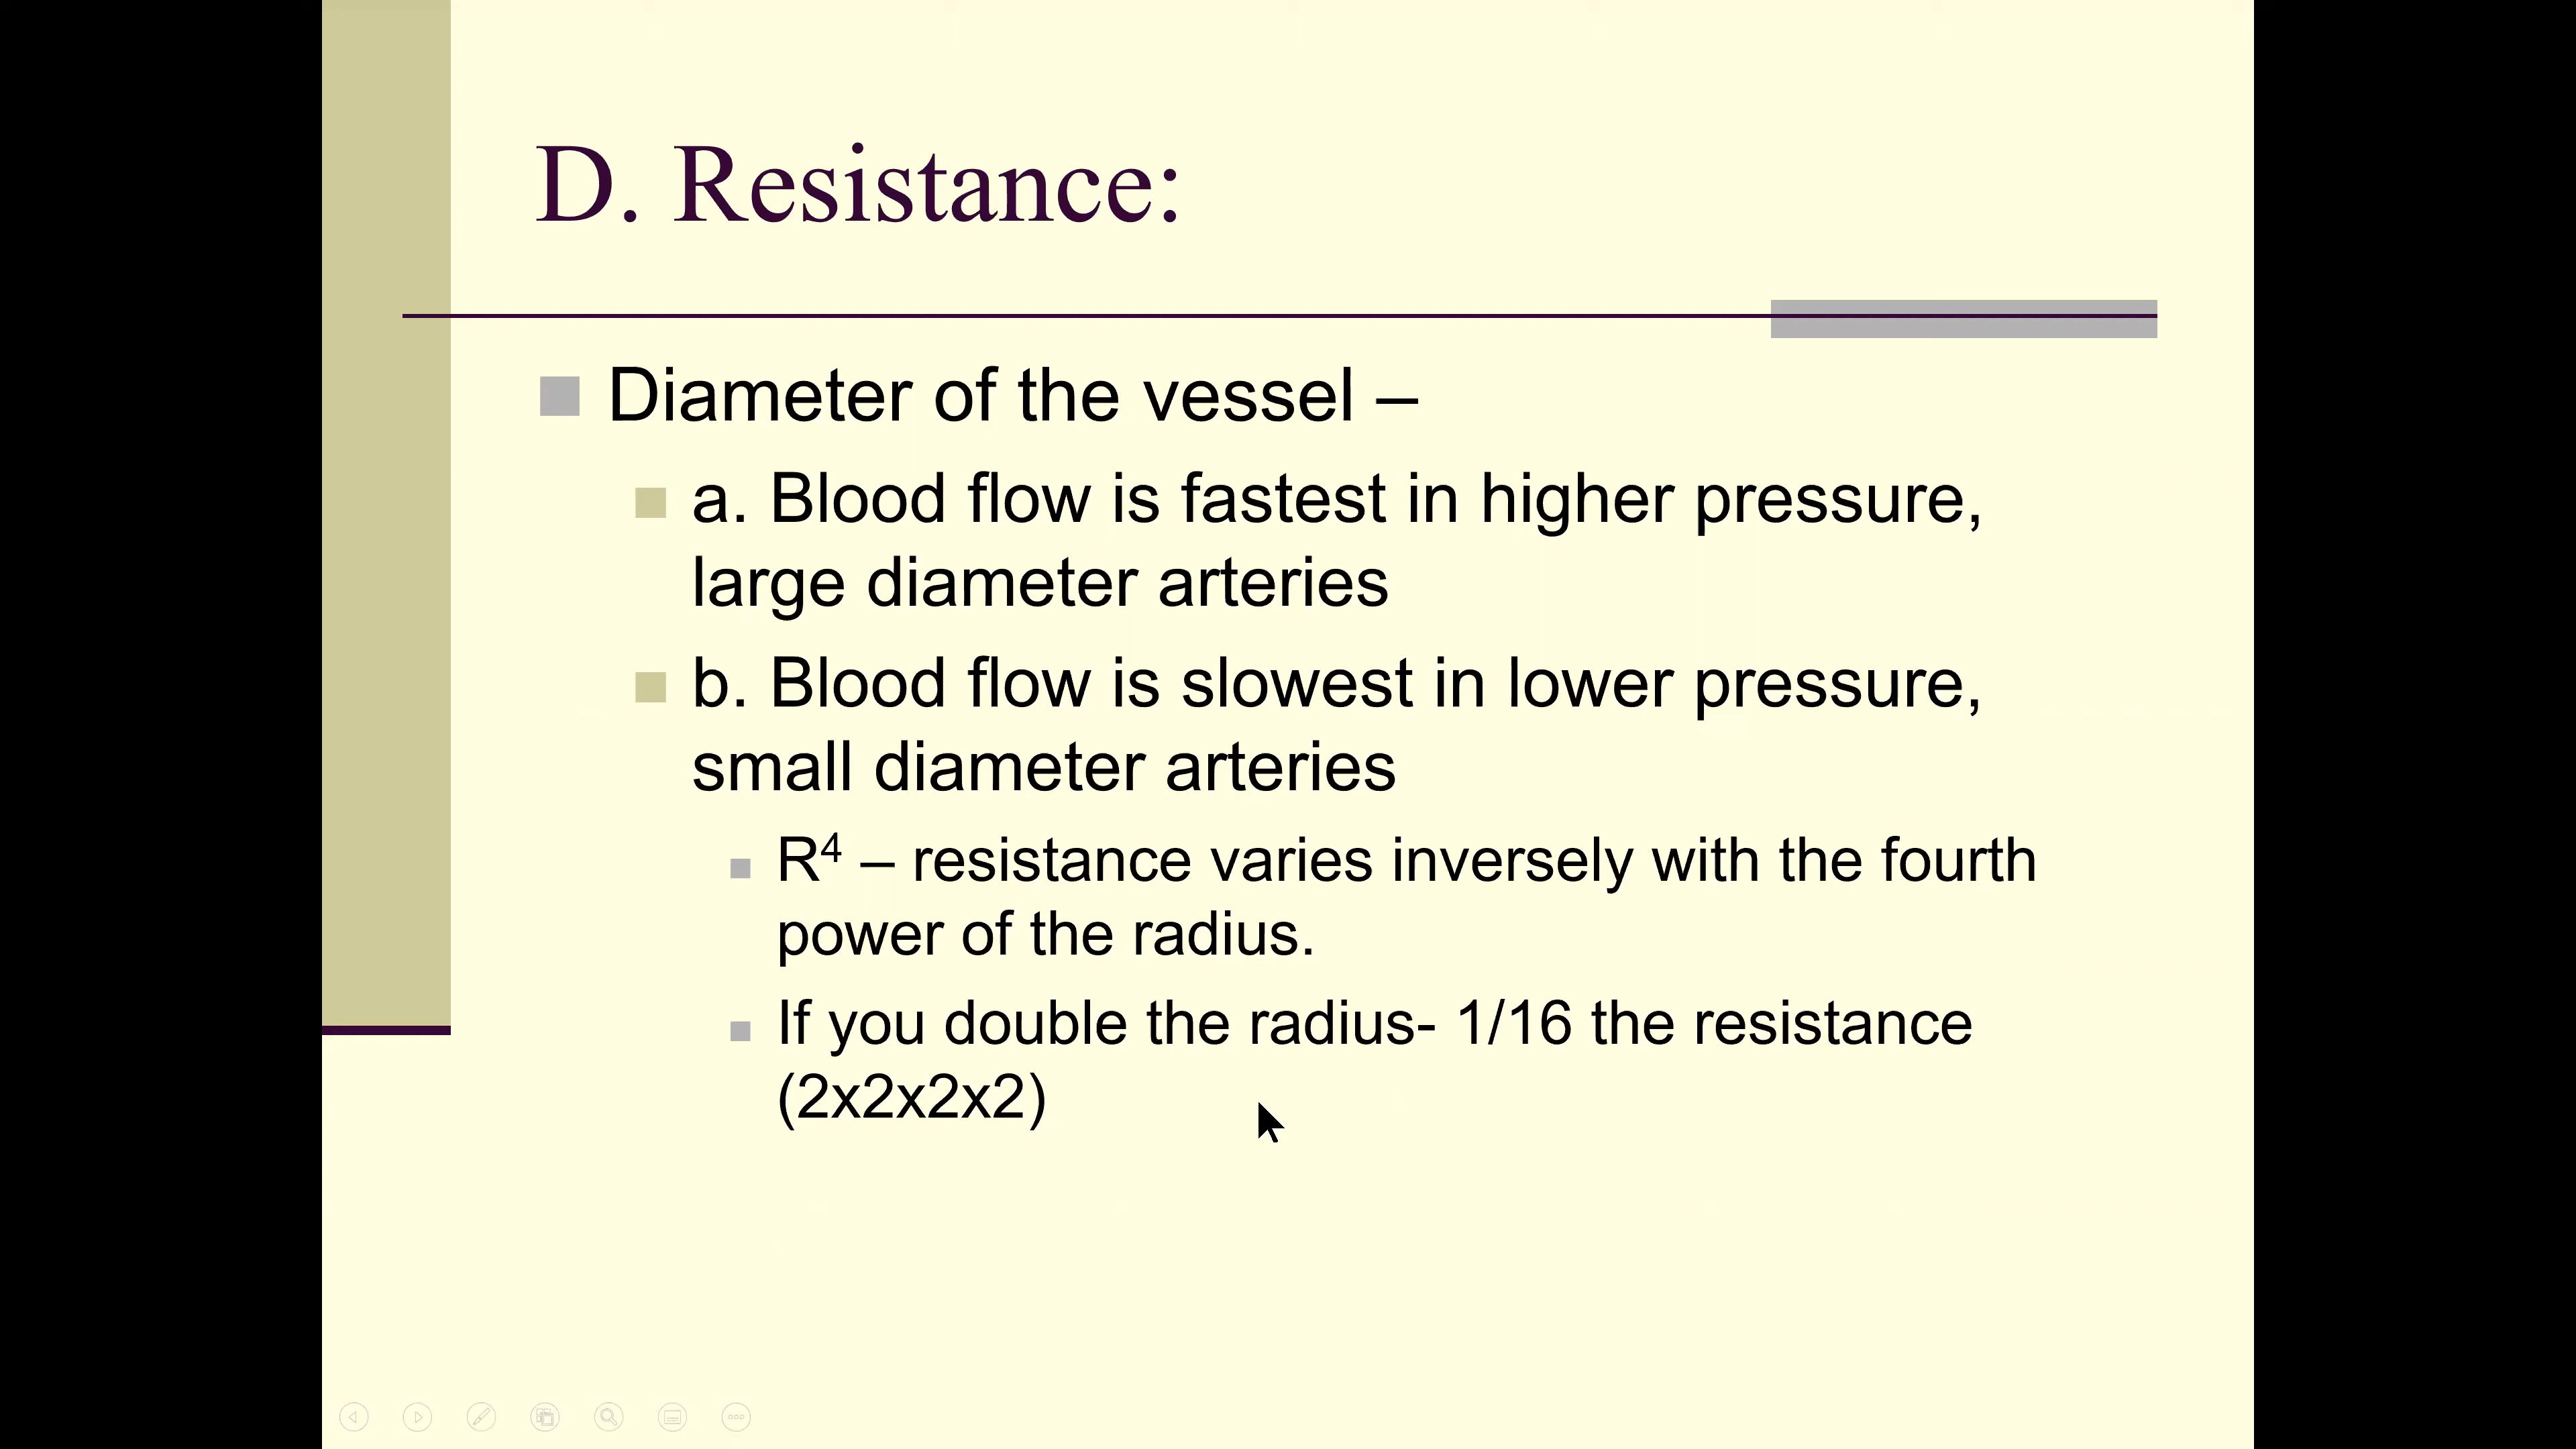 D. Resistance:
Diameter of the vessel –
a. Blood flow is fastest in higher pressure,
large diameter arteries
b. Blood flow is slowest in lower pressure,
small diameter arteries
R⁴ – resistance varies inversely with the fourth
power of the radius.
If you double the radius- 1/16 the resistance
(2x2x2x2)